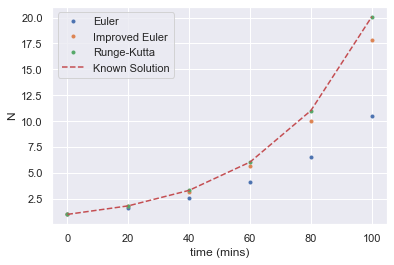 Euler
Improved Euler
Runge-Kutta
Known Solution
20.0
17.5
15.0
12.5
10.0
7.5
5.0
2.5
N
0 20 40 60 80 100
time (mins)